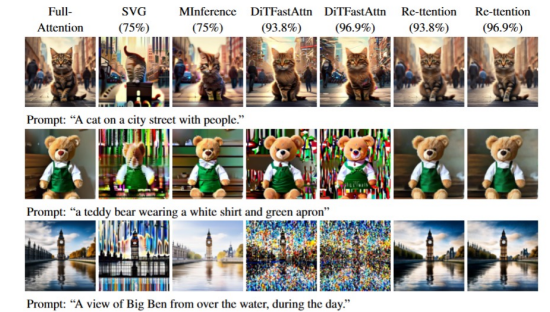 Full-Attention SVG (75%) MInference (75%) DiTFastAttn (93.8%) DiTFastAttn (96.9%) Re-ttention (93.8%) Re-ttention (96.9%)
Prompt: “A cat on a city street with people.”
Prompt: “a teddy bear wearing a white shirt and green apron”
Prompt: “A view of Big Ben from over the water, during the day.”